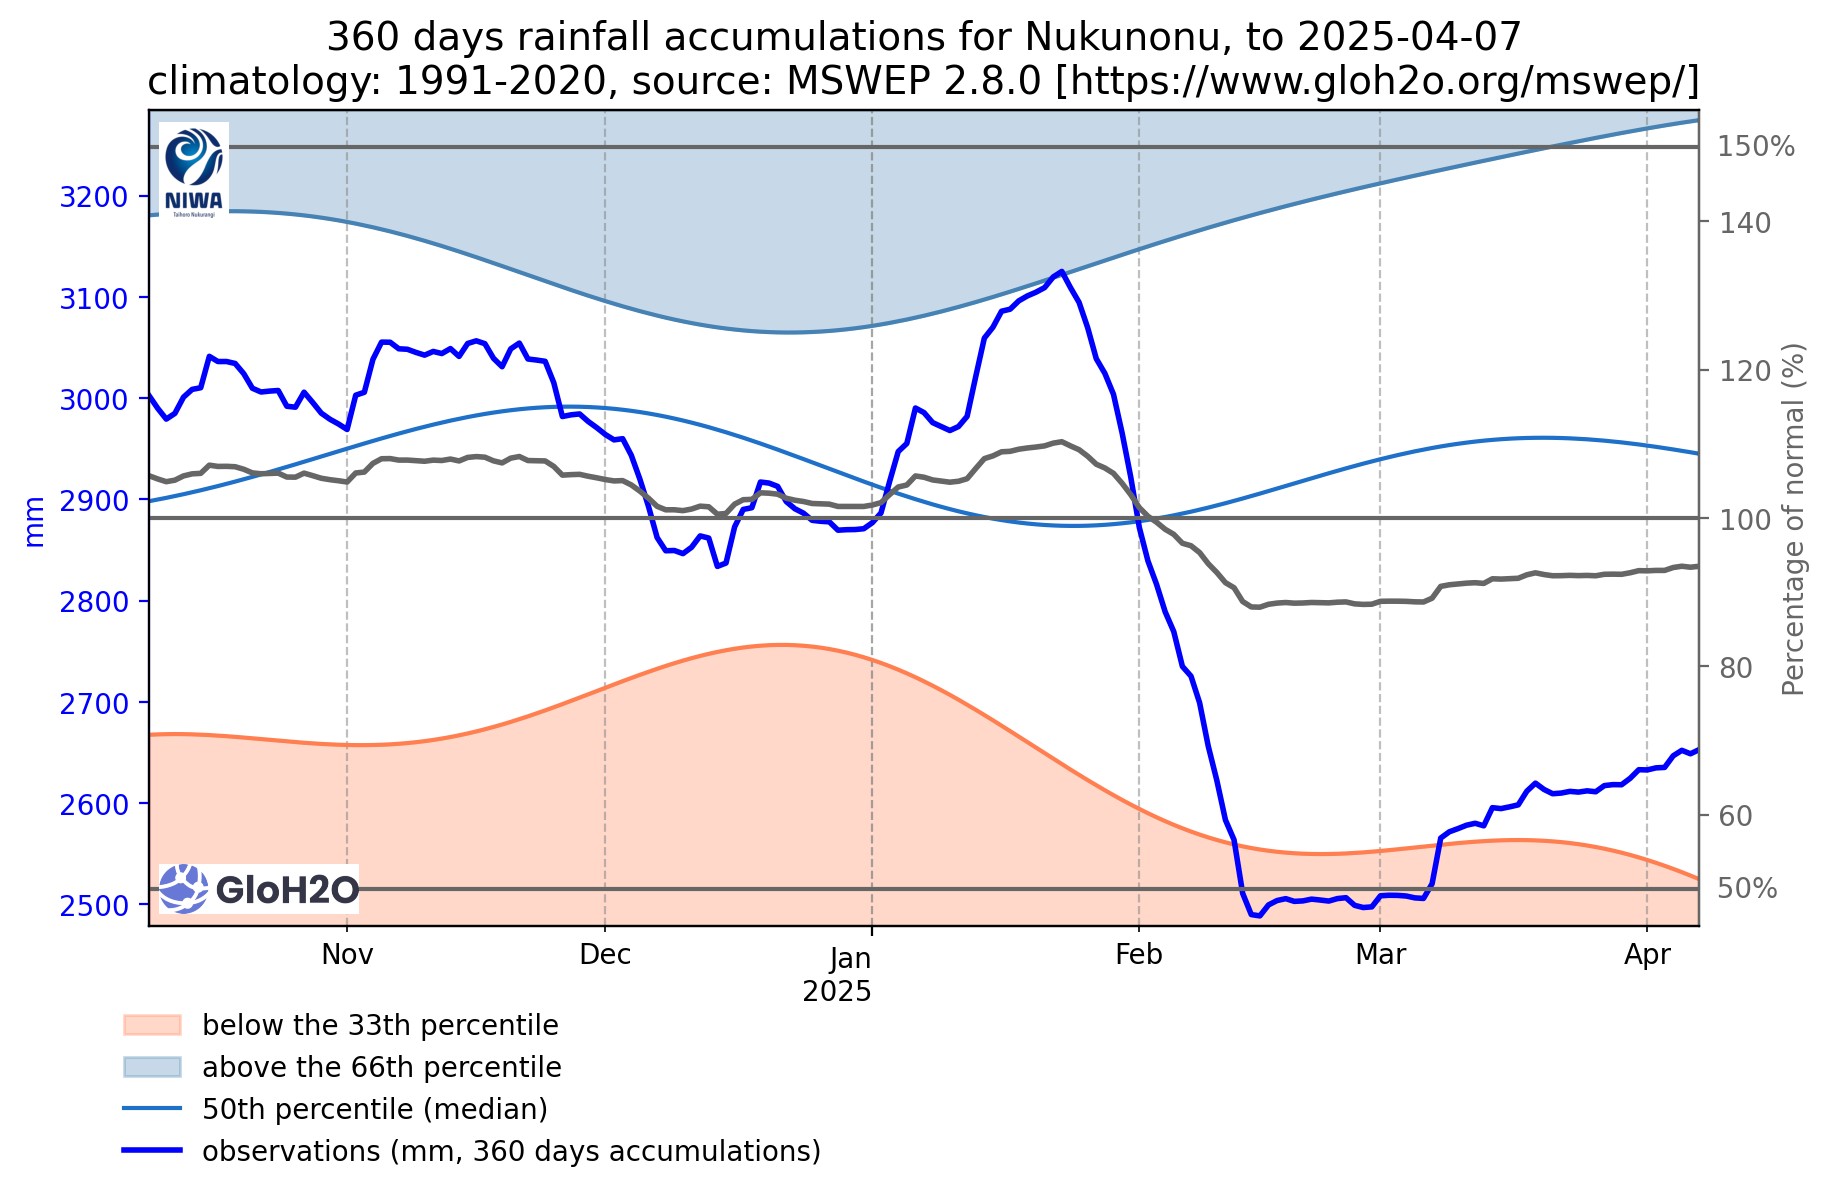 360 days rainfall accumulations for Nukunonu, to 2025-04-07
climatology: 1991-2020, source: MSWEP 2.8.0 [https://www.gloh2o.org/mswep/]
NIWA
Taihoro Nukurangi
3200
3100
3000
2900
2800
2700
2600
2500
mm
150%
140
120
100
80
60
50%
Percentage of normal (%)
GloH2O
Nov
Dec
Jan
2025
Feb
Mar
Apr
below the 33th percentile
above the 66th percentile
50th percentile (median)
observations (mm, 360 days accumulations)